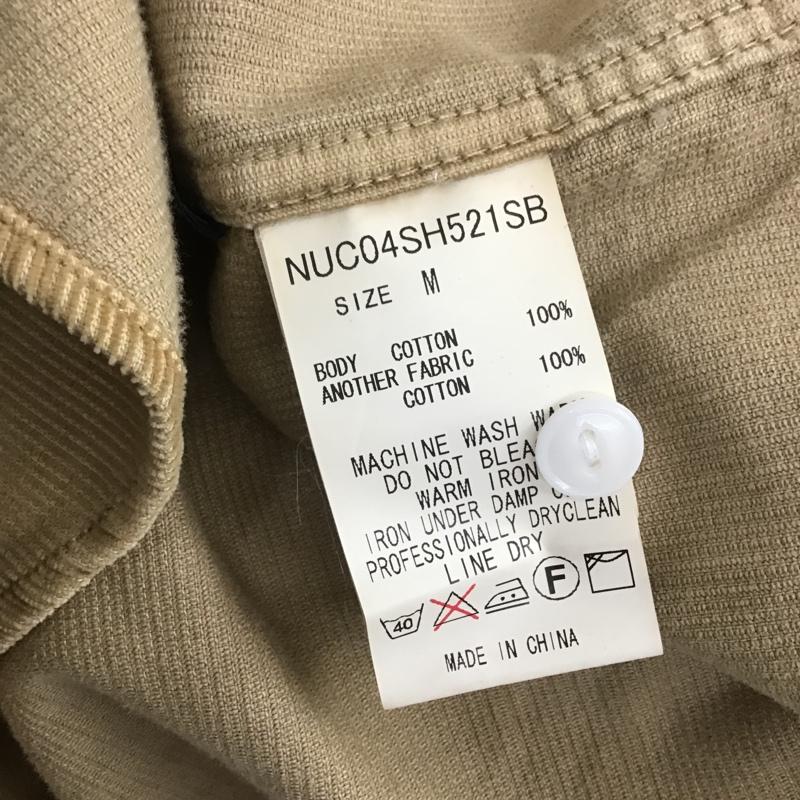 NUC04SH521SB
SIZE M
100%
BODY COTTON
100%
ANOTHER FABRIC
COTTON
MACHINE WASH
DO NOT
WARM IRON
IRON UNDER DAMP
PROFESSIONALLY DRYCLEAN
LINE DRY
40
F
MADE IN CHINA